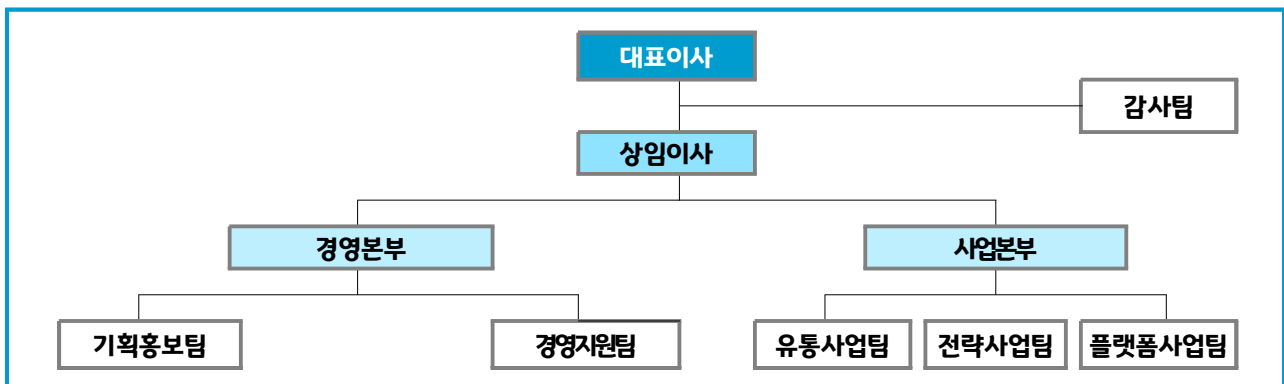 대표이사
감사팀
상임이사
경영본부
사업본부
기획홍보팀
경영지원팀
유통사업팀
전략사업팀
플랫폼사업팀